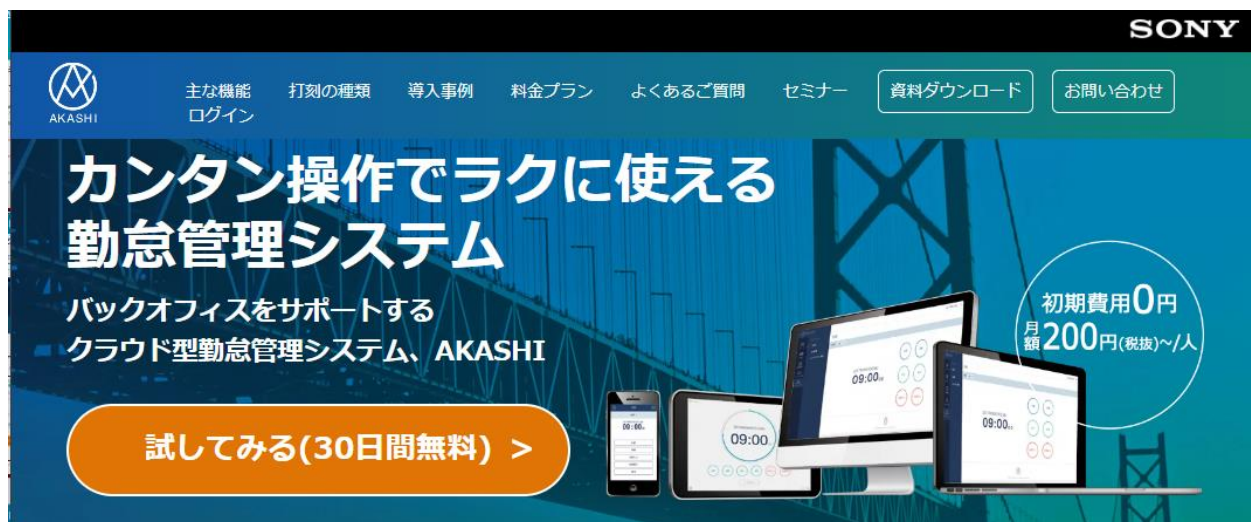 SONY
AKASHI
主な機能 打刻の種類 導入事例 料金プラン よくあるご質問 セミナー 資料ダウンロード お問い合わせ
ログイン
カンタン操作でラクに使える
勤怠管理システム
バックオフィスをサポートする
クラウド型勤怠管理システム、AKASHI
初期費用0円
月額200円(税抜)~/人
試してみる(30日間無料) >
09:00
09:00
09:00
09:00